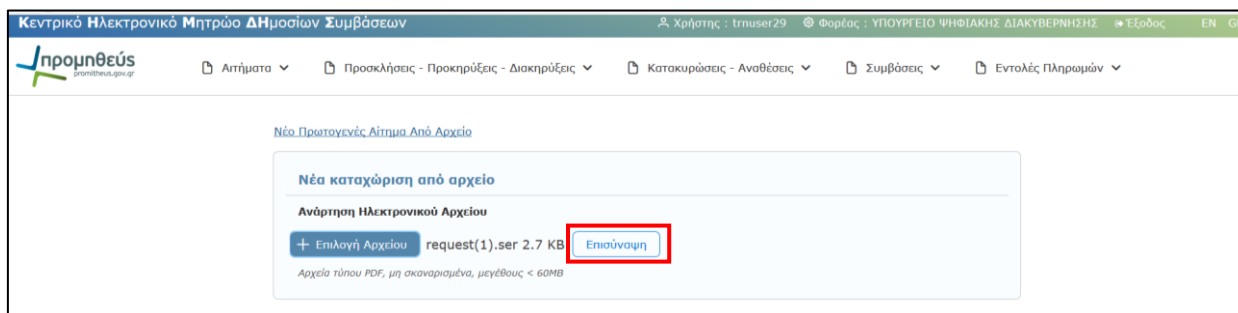 Κεντρικό Ηλεκτρονικό Μητρώο ΔΗμοσίων Συμβάσεων Χρήστης : trnuser29 Φορέας : ΥΠΟΥΡΓΕΙΟ ΨΗΦΙΑΚΗΣ ΔΙΑΚΥΒΕΡΝΗΣΗΣ Έξοδος EN
προμηθεύς
promitheus.gov.gr
Αιτήματα Προσκλήσεις - Προκηρύξεις - Διακηρύξεις Κατακυρώσεις - Αναθέσεις Συμβάσεις Εντολές Πληρωμών
Νέο Πρωτογενές Αίτημα Από Αρχείο
Νέα καταχώριση από αρχείο
Ανάρτηση Ηλεκτρονικού Αρχείου
+ Επιλογή Αρχείου request(1).ser 2.7 KB Επισύναψη
Αρχεία τύπου PDF, μη σκαναρισμένα, μεγέθους < 60MB